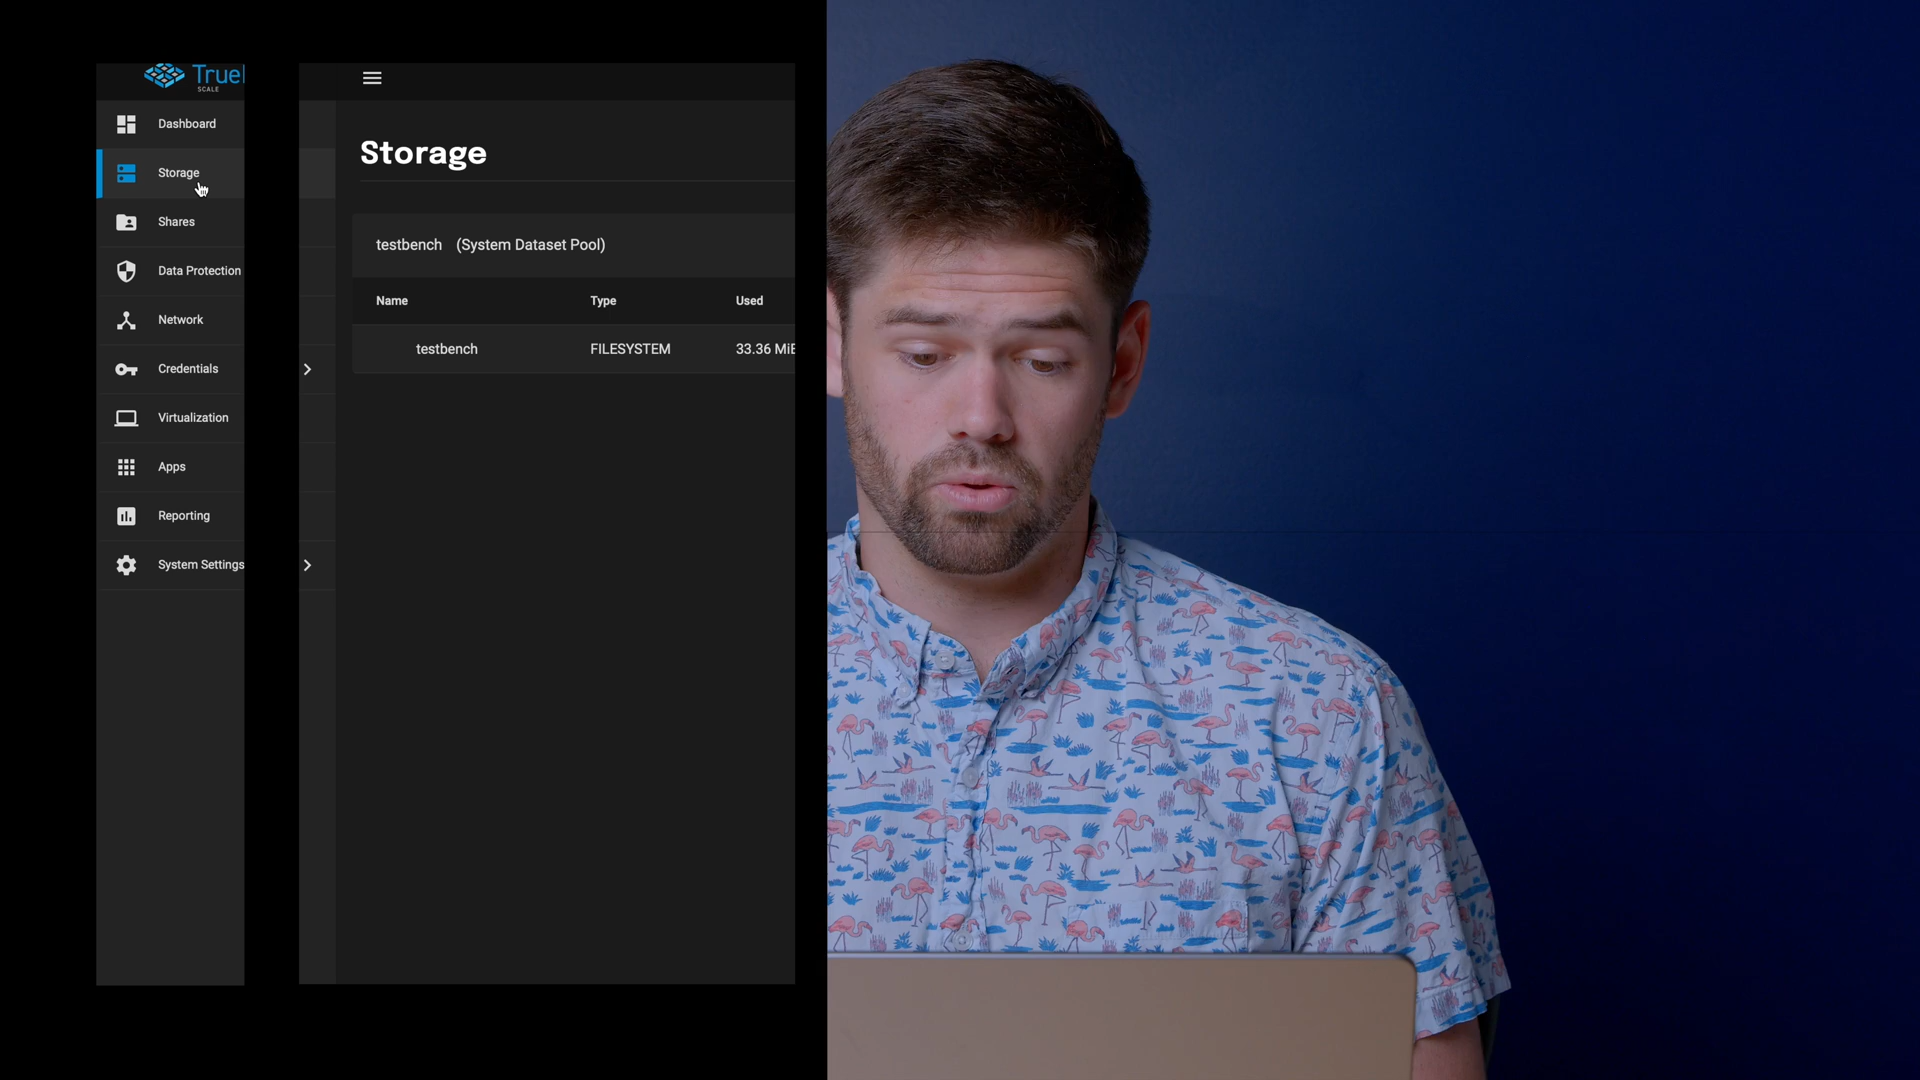 True
SCALE
Dashboard
Storage
Shares
Data Protection
Network
Credentials
Virtualization
Apps
Reporting
System Settings
Storage
testbench (System Dataset Pool)
Name Type Used
testbench FILESYSTEM 33.36 MiB